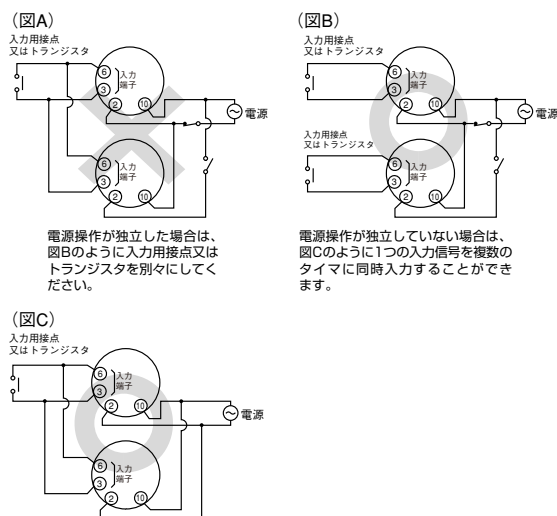 （図A）
入力用接点
又はトランジスタ
6
3
入力
端子
2
10
電源
6
3
入力
端子
2
10
電源操作が独立した場合は、
図Bのように入力用接点又は
トランジスタを別々にしてく
ださい。
（図B）
入力用接点
又はトランジスタ
6
3
入力
端子
2
10
電源
入力用接点
又はトランジスタ
6
3
入力
端子
2
10
電源操作が独立していない場合は、
図Cのように1つの入力信号を複数の
タイマに同時入力することができ
ます。
（図C）
入力用接点
又はトランジスタ
6
3
入力
端子
2
10
電源
6
3
入力
端子
2
10